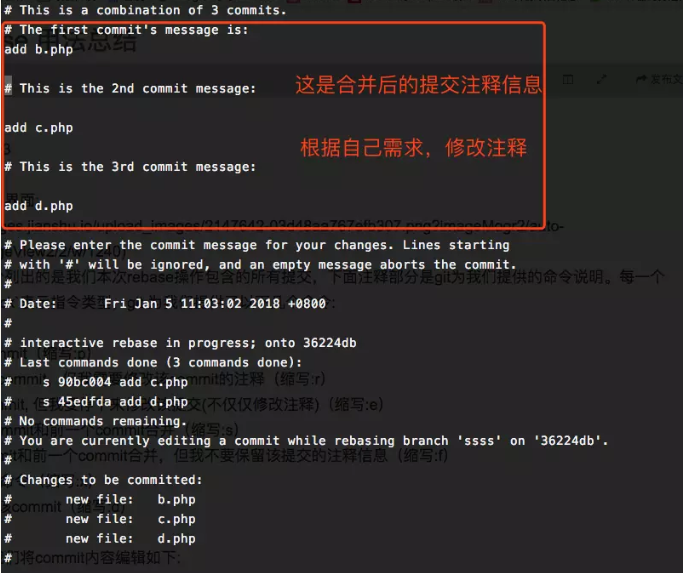 # This is a combination of 3 commits.
# The first commit's message is:
add b.php
# This is the 2nd commit message:
这是合并后的提交注释信息
add c.php
根据自己需求，修改注释
# This is the 3rd commit message:
add d.php
# Please enter the commit message for your changes. Lines starting
# with '#' will be ignored, and an empty message aborts the commit.
#
# Date:      Fri Jan 5 11:03:02 2018 +0800
#
# interactive rebase in progress; onto 36224db
# Last commands done (3 commands done):
#    s 90bc004 add c.php
#    s 45edfda add d.php
# No commands remaining.
# You are currently editing a commit while rebasing branch 'ssss' on '36224db'.
#
# Changes to be committed:
#       new file:   b.php
#       new file:   c.php
#       new file:   d.php
#